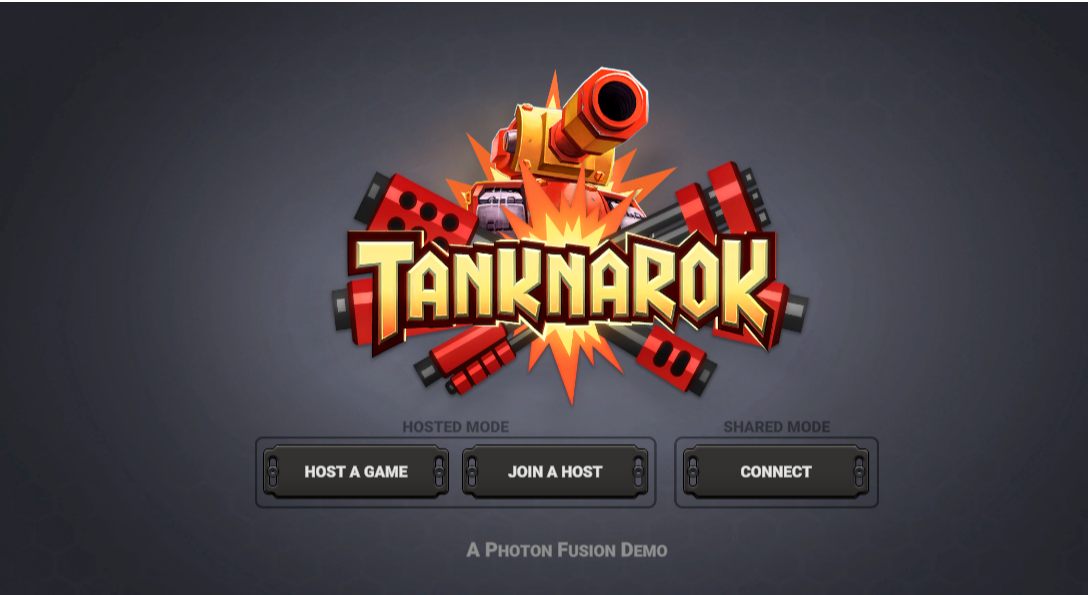 TANKNAROK
HOSTED MODE
SHARED MODE
HOST A GAME
JOIN A HOST
CONNECT
A PHOTON FUSION DEMO